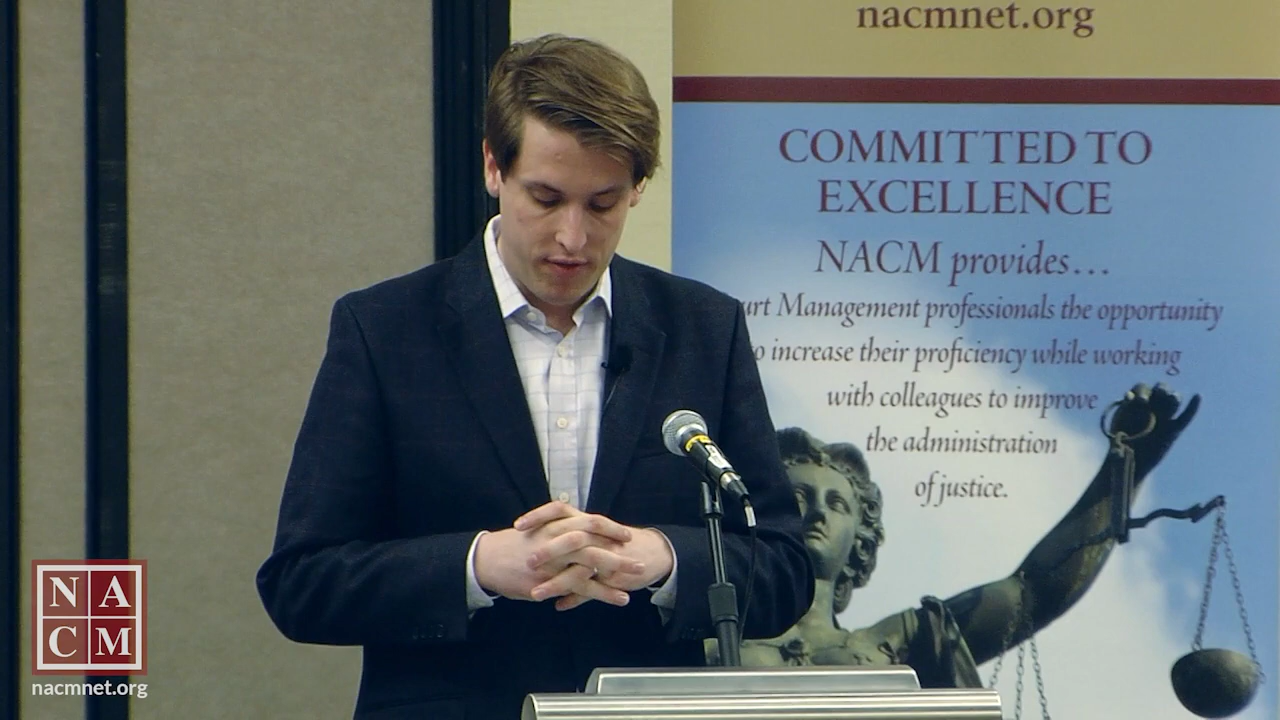 nacmnet.org
COMMITTED TO
EXCELLENCE
NACM provides...
Management professionals the opportunity
to increase their proficiency while working
with colleagues to improve
the administration
of justice.
N A
C M
nacmnet.org